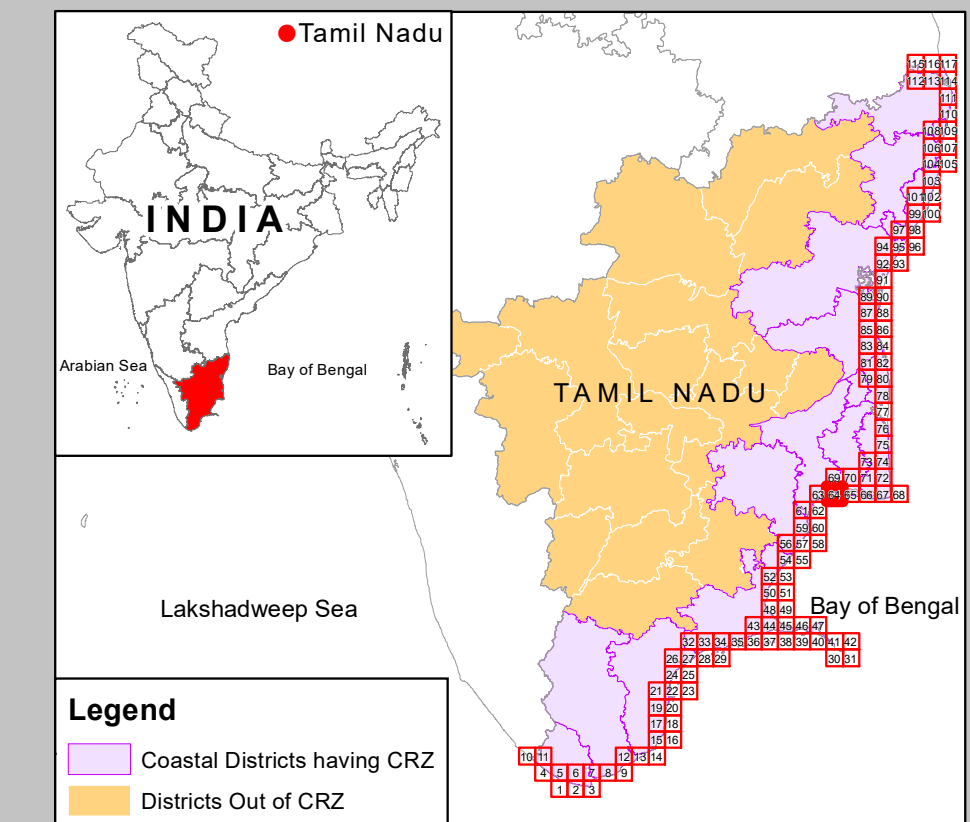 Tamil Nadu
INDIA
Arabian Sea
Bay of Bengal
TAMIL NADU
Lakshadweep Sea
Bay of Bengal
115 116 117
112 113 114
111
110
108 109
106 107
104 105
103
101 102
99 100
97 98
94 95 96
92 93
91
89 90
87 88
85 86
83 84
81 82
79 80
78
77
76
75
73 74
69 70 71 72
63 64 65 66 67 68
61 62
59 60
56 57 58
54 55
52 53
50 51
48 49
43 44 45 46 47
32 33 34 35 36 37 38 39 40 41 42
26 27 28 29 30 31
24 25
21 22 23
19 20
17 18
15 16
10 11 12 13 14
4 5 6 7 8 9
1 2 3
Legend
Coastal Districts having CRZ
Districts Out of CRZ